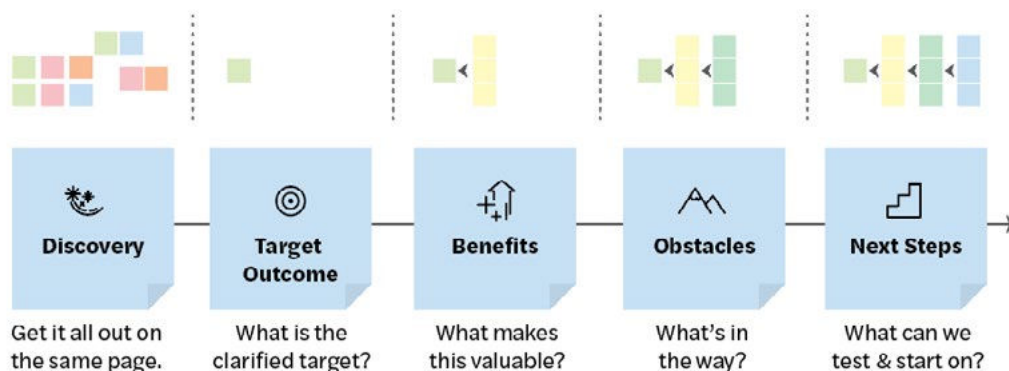 Discovery
Target
Outcome
Benefits
Obstacles
Next Steps
Get it all out on
the same page.
What is the
clarified target?
What makes
this valuable?
What's in
the way?
What can we
test & start on?